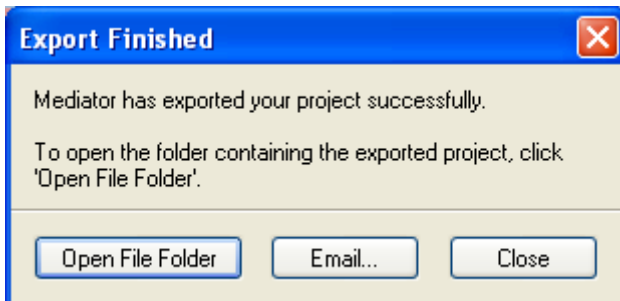 Export Finished
Mediator has exported your project successfully.
To open the folder containing the exported project, click
'Open File Folder'.
Open File Folder Email... Close